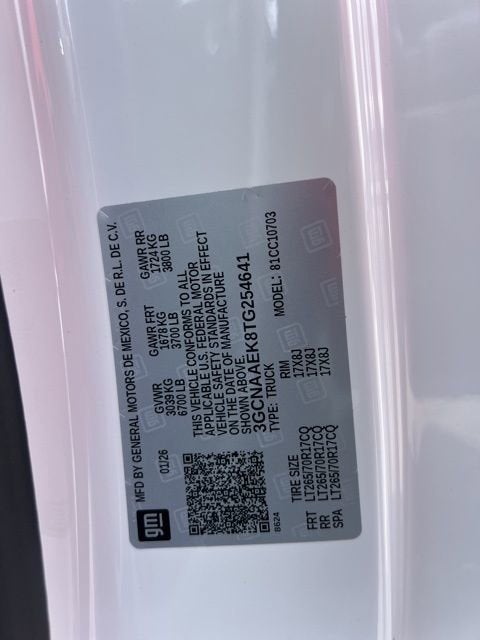 MFD BY GENERAL MOTORS DE MEXICO, S. DE R.L. DE C.V.
gm
01/26
GVWR
3039 KG
6700 LB
GAWR FRT
1678 KG
3700 LB
GAWR RR
1724 KG
3800 LB
THIS VEHICLE CONFORMS TO ALL
APPLICABLE U.S. FEDERAL MOTOR
VEHICLE SAFETY STANDARDS IN EFFECT
ON THE DATE OF MANUFACTURE
SHOWN ABOVE.
3GCNAAEK8TG254641
TYPE: TRUCK
MODEL: 81CC10703
8624
TIRE SIZE RIM
FRT LT265/70R17CQ 17X8J
RR LT265/70R17CQ 17X8J
SPA LT265/70R17CQ 17X8J